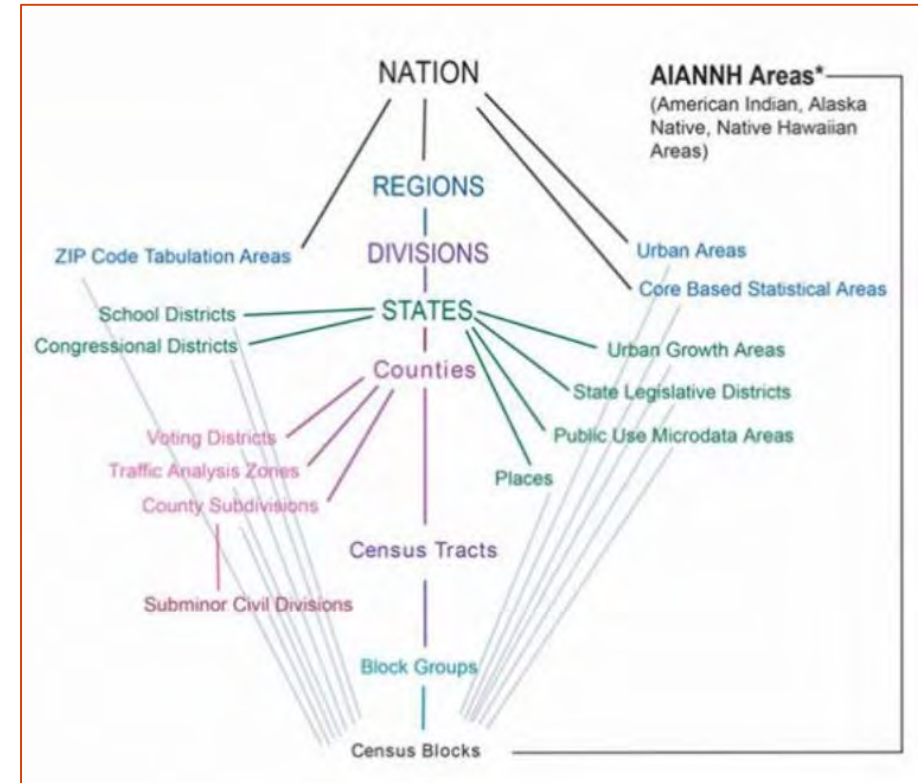 NATION
AIANNH Areas*
(American Indian, Alaska
Native, Native Hawaiian
Areas)
REGIONS
ZIP Code Tabulation Areas
DIVISIONS
Urban Areas
Core Based Statistical Areas
School Districts
STATES
Congressional Districts
Urban Growth Areas
Counties
State Legislative Districts
Voting Districts
Public Use Microdata Areas
Traffic Analysis Zones
Places
County Subdivisions
Census Tracts
Subminor Civil Divisions
Block Groups
Census Blocks